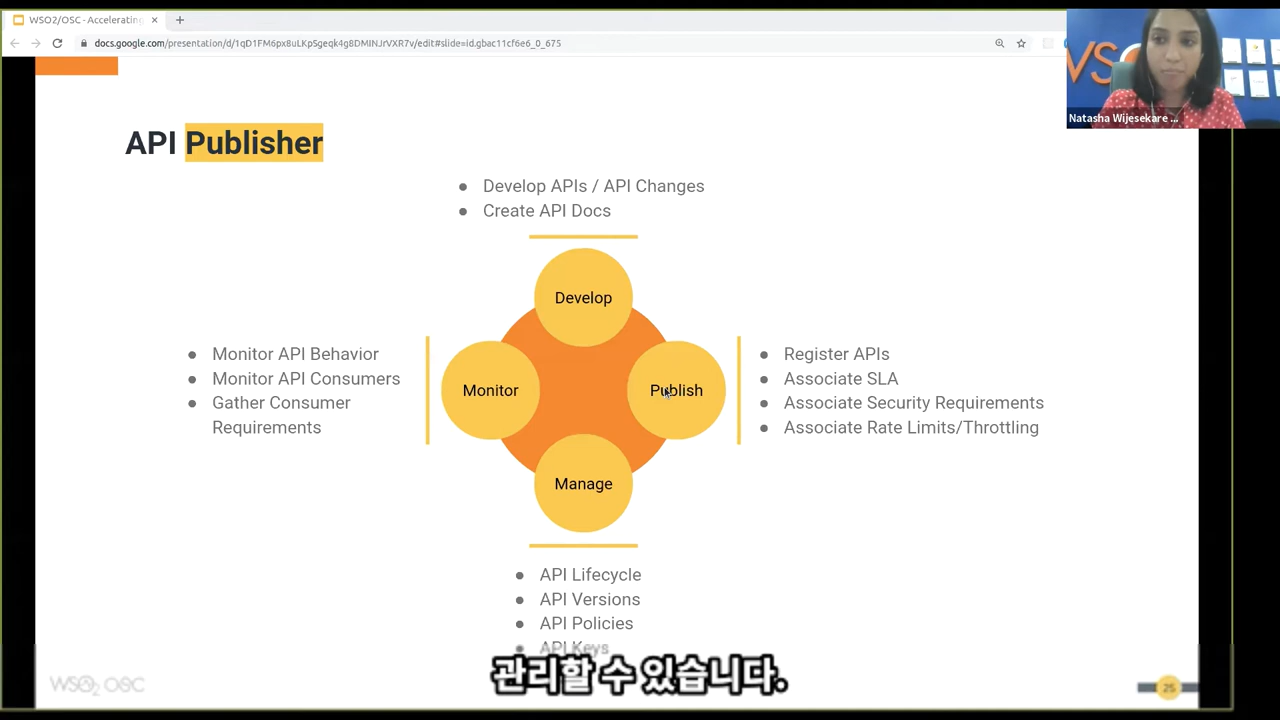 WSO2/OSC - Accelerating
docs.google.com/presentation/d/1qD1FM6px8uLKpSgeqk4g8DMINJrVXR7v/edit#slide=id.gbac11cf6e6_0_675
Natasha Wijesekare ...
API Publisher
● Develop APIs / API Changes
● Create API Docs
Develop
● Monitor API Behavior
● Monitor API Consumers
● Gather Consumer
Requirements
Monitor
Publish
● Register APIs
● Associate SLA
● Associate Security Requirements
● Associate Rate Limits/Throttling
Manage
● API Lifecycle
● API Versions
● API Policies
● API Keys
관리할 수 있습니다.
WSO2 OSC
25